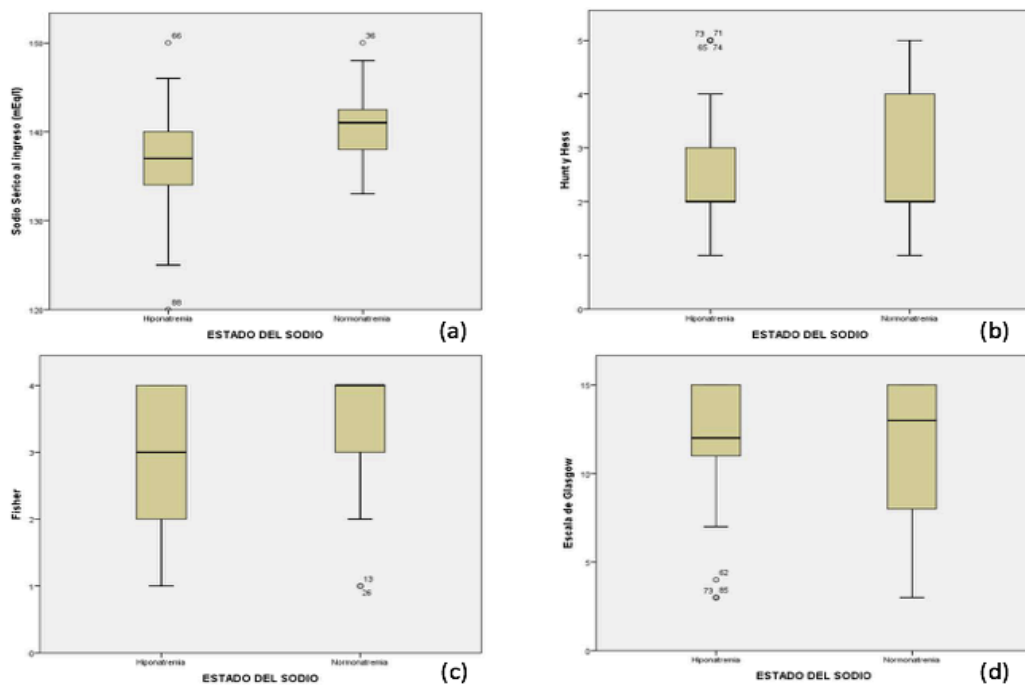 Sodio Sérico al ingreso (mEq/l)
150
140
130
120
66
36
88
Hiponatremia
Normonatremia
ESTADO DEL SODIO
(a)
Hunt y Hess
5
4
3
2
1
0
73 71
65 74
Hiponatremia
Normonatremia
ESTADO DEL SODIO
(b)
Fisher
4
3
2
1
0
13
26
Hiponatremia
Normonatremia
ESTADO DEL SODIO
(c)
Escala de Glasgow
15
10
5
0
62
73 85
Hiponatremia
Normonatremia
ESTADO DEL SODIO
(d)